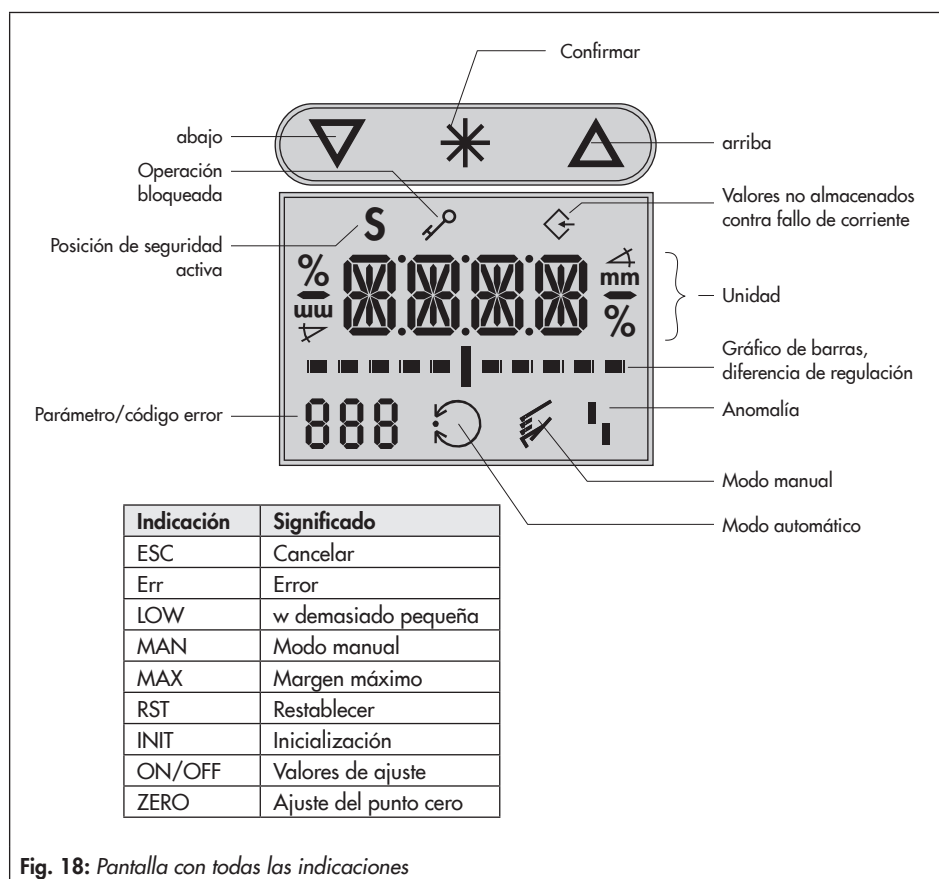 Confirmar
abajo
arriba
Operación
bloqueada
Valores no almacenados
contra fallo de corriente
Posición de seguridad
activa
S
%
mm
mm
%
Unidad
Gráfico de barras,
diferencia de regulación
Parámetro/código error
888
Anomalía
Modo manual
Modo automático
Indicación Significado
ESC Cancelar
Err Error
LOW w demasiado pequeña
MAN Modo manual
MAX Margen máximo
RST Restablecer
INIT Inicialización
ON/OFF Valores de ajuste
ZERO Ajuste del punto cero
Fig. 18: Pantalla con todas las indicaciones